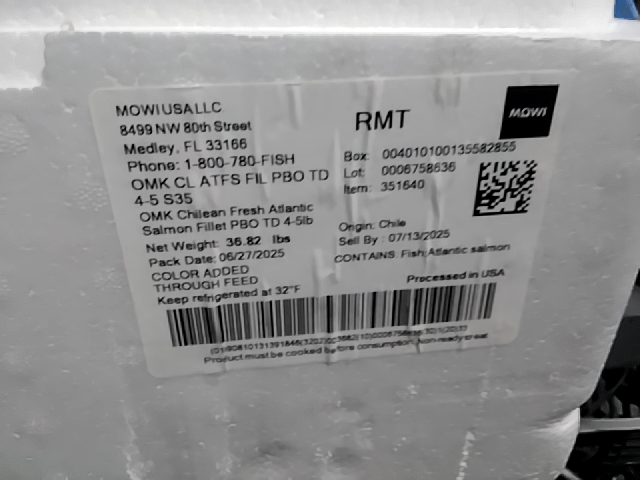 MOWI USA LLC
8499 NW 80th Street
Medley, FL 33166
Phone: 1-800-780-FISH
OMK CL ATFS FIL PBO TD
4-5 S35
OMK Chilean Fresh Atlantic
Salmon Fillet PBO TD 4-5lb
Net Weight: 36.82 lbs
Pack Date: 06/27/2025
COLOR ADDED
THROUGH FEED
Keep refrigerated at 32°F
RMT
MOWI
Box: 004010100135582855
Lot: 0006758636
Item: 351640
Origin: Chile
Sell By : 07/13/2025
CONTAINS: Fish:Atlantic salmon
Processed in USA
Product must be cooked before consumption. Non-ready to eat